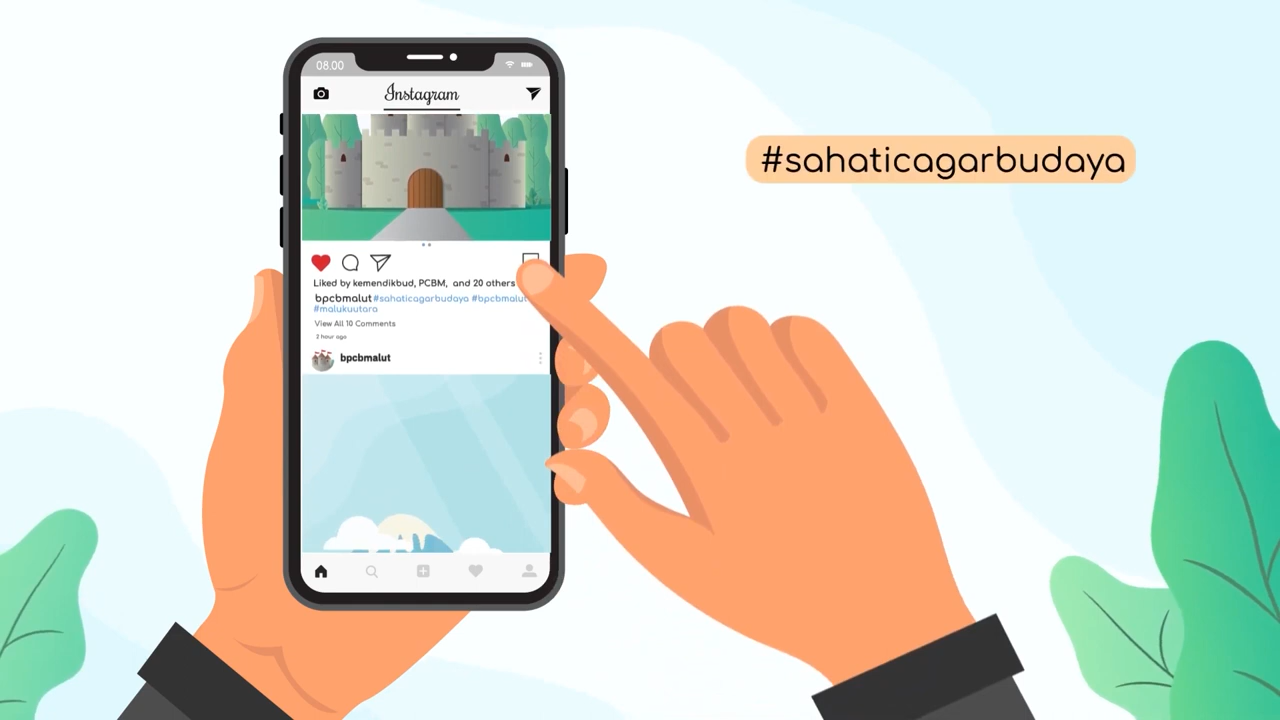 08.00
Instagram
#sahaticagarbudaya
Liked by kemendikbud, PCBM, and 20 others
bpcbmalut #sahaticagarbudaya #bpcbmalut
#malukuutara
View All 10 Comments
2 hour ago
bpcbmalut